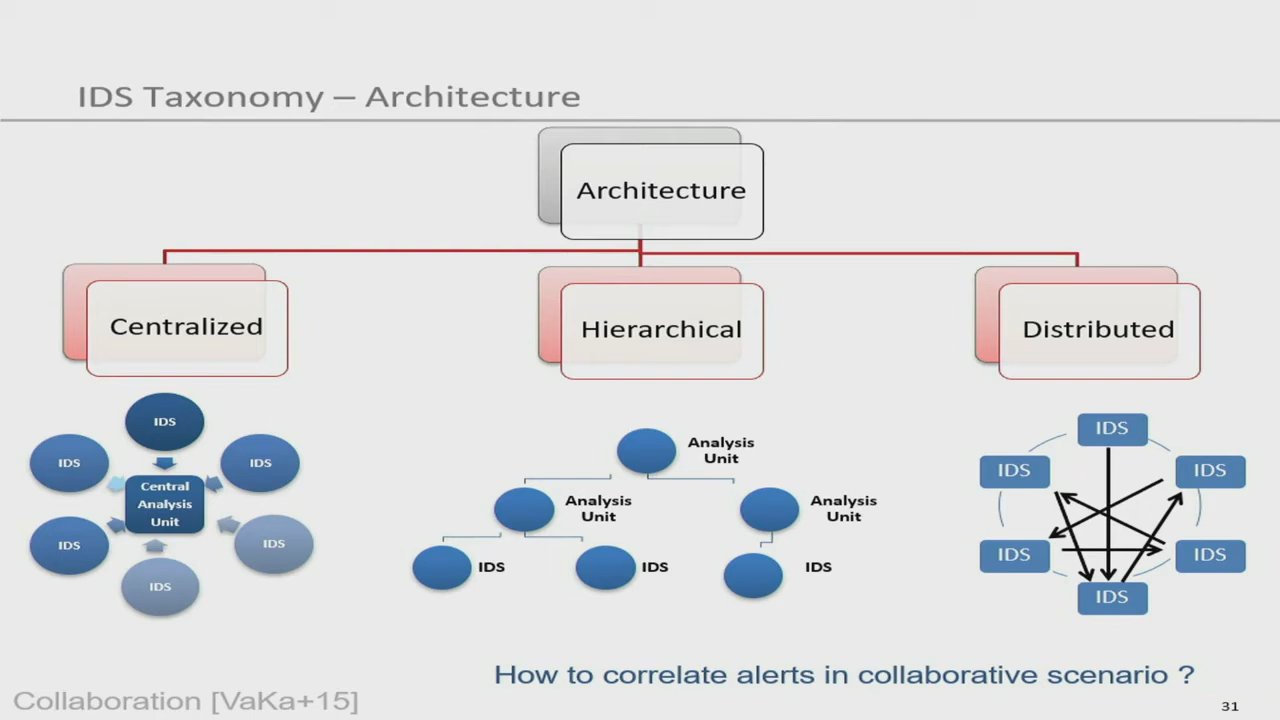 IDS Taxonomy – Architecture
Architecture
Centralized
Hierarchical
Distributed
IDS
IDS
IDS
Central
Analysis
Unit
IDS
IDS
IDS
Analysis
Unit
Analysis
Unit
Analysis
Unit
IDS
IDS
IDS
IDS
IDS
IDS
IDS
IDS
IDS
How to correlate alerts in collaborative scenario ?
Collaboration [VaKa+15]
31